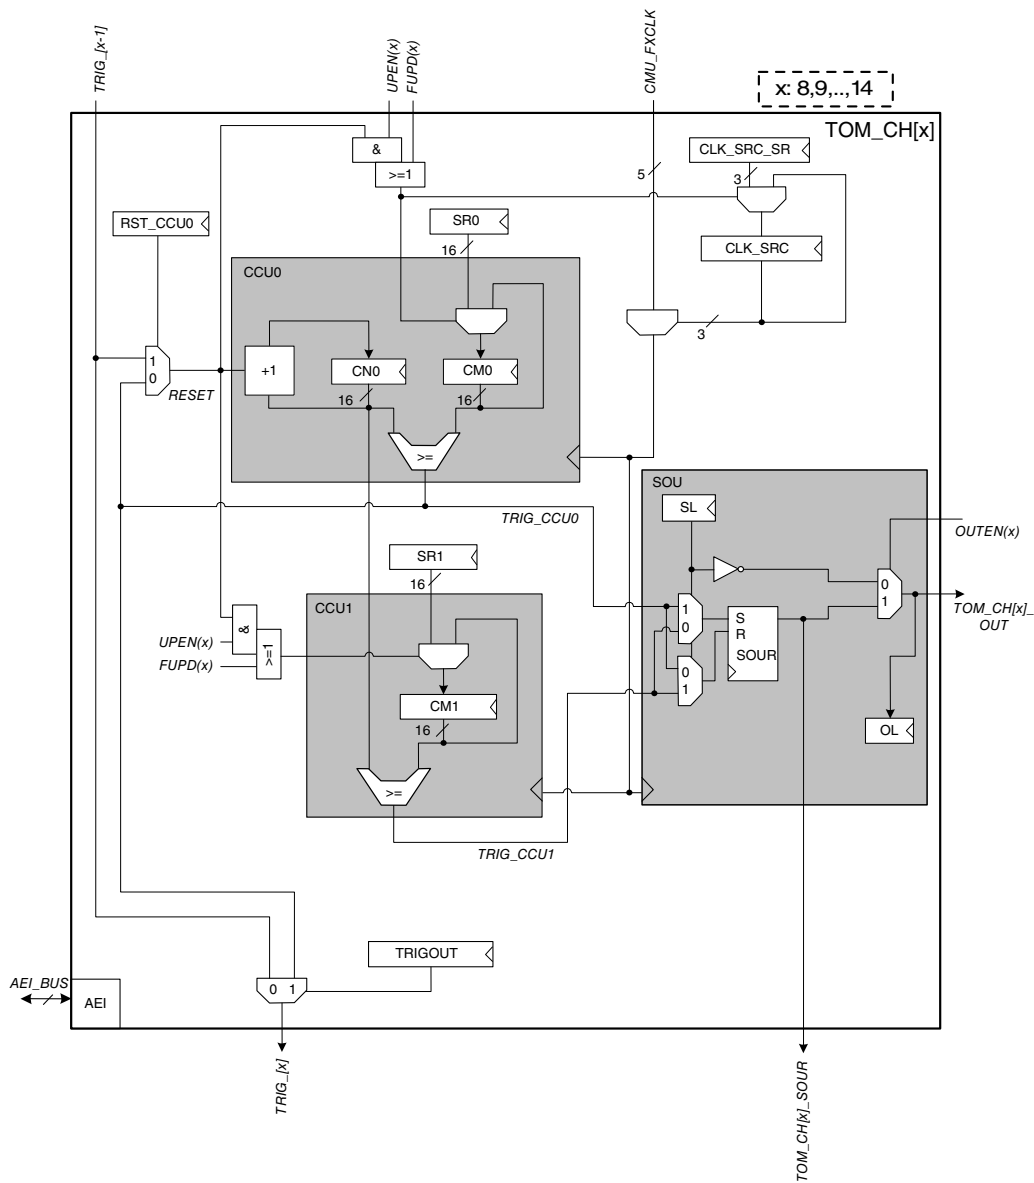 TRIG_[x-1]
UPEN(x)
FUPD(x)
CMU_FXCLK
x: 8,9,..,14
TOM_CH[x]
&
>=1
CLK_SRC_SR
5
3
RST_CCU0
SR0
16
CLK_SRC
CCU0
3
1
0
RESET
+1
CN0
CM0
16
16
>=
SOU
SL
TRIG_CCU0
OUTEN(x)
SR1
16
0
1
TOM_CH[x]_
OUT
CCU1
1
0
S
R
SOUR
&
UPEN(x)
>=1
FUPD(x)
0
1
CM1
16
OL
>=
TRIG_CCU1
TRIGOUT
AEI_BUS
AEI
0 1
TRIG_[x]
TOM_CH[x]_SOUR